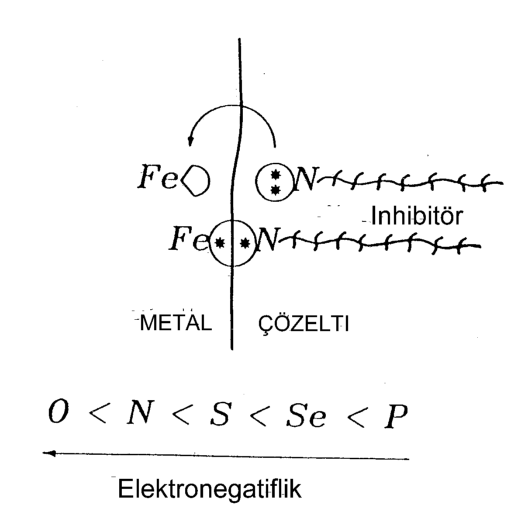 Fe N
Inhibitör
Fe N
METAL ÇÖZELTI
O < N < S < Se < P
Elektronegatiflik